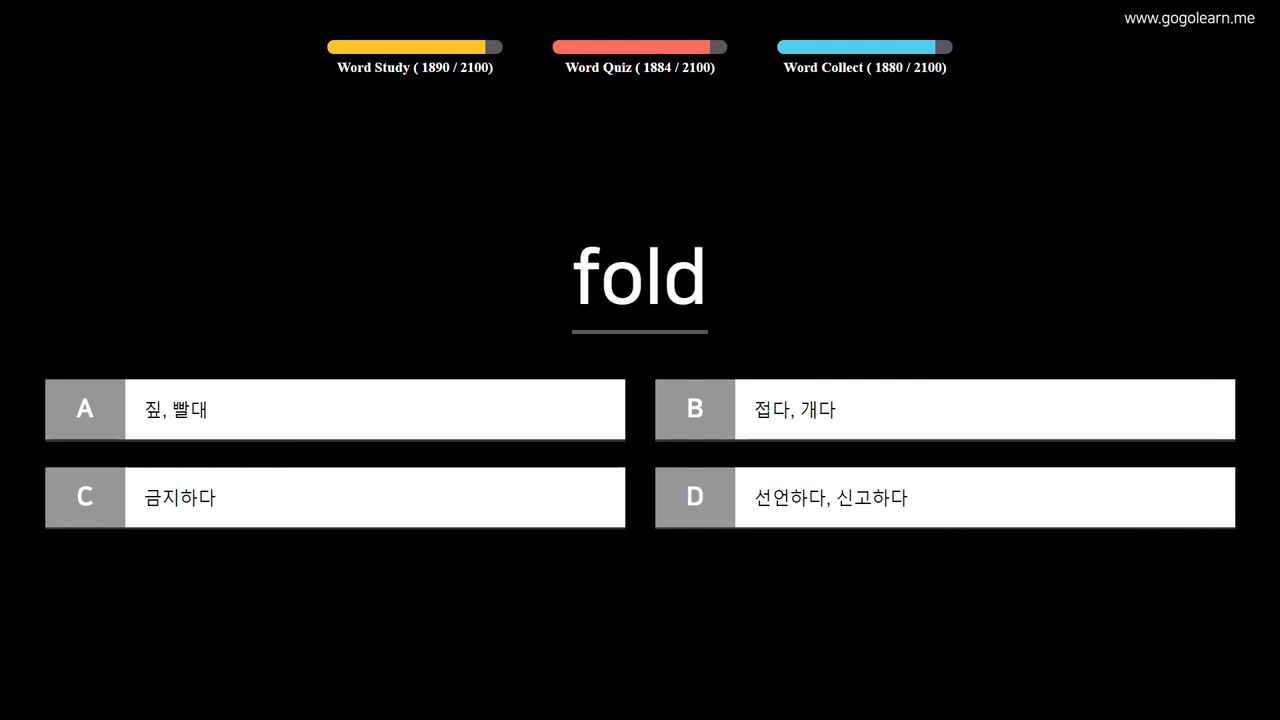 www.gogolearn.me
Word Study ( 1890 / 2100)
Word Quiz ( 1884 / 2100)
Word Collect ( 1880 / 2100)
fold
A 짚, 빨대
B 접다, 개다
C 금지하다
D 선언하다, 신고하다